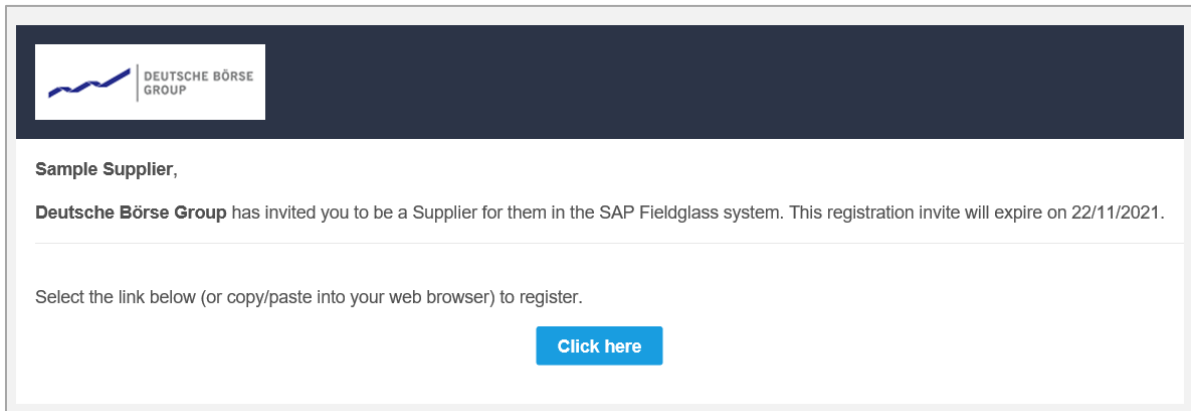 DEUTSCHE BÖRSE
GROUP
Sample Supplier,
Deutsche Börse Group has invited you to be a Supplier for them in the SAP Fieldglass system. This registration invite will expire on 22/11/2021.
Select the link below (or copy/paste into your web browser) to register.
Click here